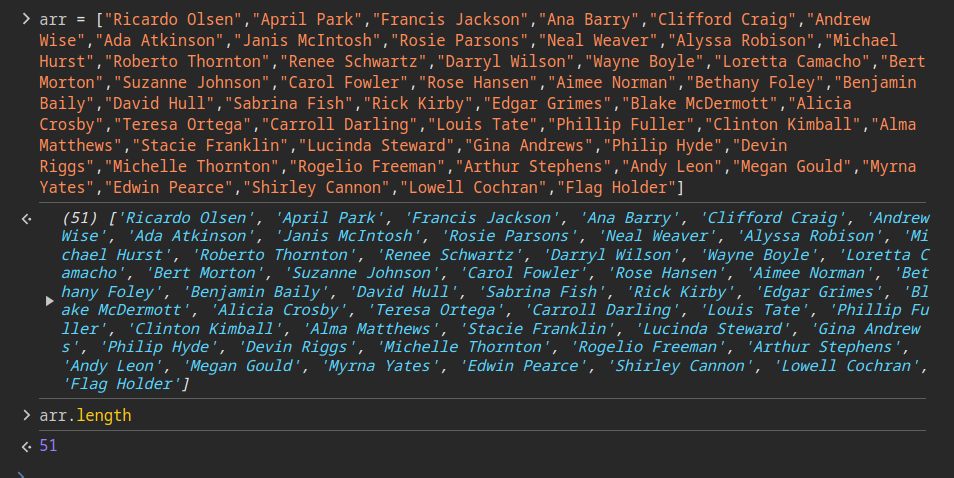 > arr = ["Ricardo Olsen","April Park","Francis Jackson","Ana Barry","Clifford Craig","Andrew
Wise","Ada Atkinson","Janis McIntosh","Rosie Parsons","Neal Weaver","Alyssa Robison","Michael
Hurst","Roberto Thornton","Renee Schwartz","Darryl Wilson","Wayne Boyle","Loretta Camacho","Bert
Morton","Suzanne Johnson","Carol Fowler","Rose Hansen","Aimee Norman","Bethany Foley","Benjamin
Baily","David Hull","Sabrina Fish","Rick Kirby","Edgar Grimes","Blake McDermott","Alicia
Crosby","Teresa Ortega","Carroll Darling","Louis Tate","Phillip Fuller","Clinton Kimball","Alma
Matthews","Stacie Franklin","Lucinda Steward","Gina Andrews","Philip Hyde","Devin
Riggs","Michelle Thornton","Rogelio Freeman","Arthur Stephens","Andy Leon","Megan Gould","Myrna
Yates","Edwin Pearce","Shirley Cannon","Lowell Cochran","Flag Holder"]
(51) ['Ricardo Olsen', 'April Park', 'Francis Jackson', 'Ana Barry', 'Clifford Craig', 'Andrew
Wise', 'Ada Atkinson', 'Janis McIntosh', 'Rosie Parsons', 'Neal Weaver', 'Alyssa Robison', 'Mi
chael Hurst', 'Roberto Thornton', 'Renee Schwartz', 'Darryl Wilson', 'Wayne Boyle', 'Loretta C
amacho', 'Bert Morton', 'Suzanne Johnson', 'Carol Fowler', 'Rose Hansen', 'Aimee Norman', 'Bet
hany Foley', 'Benjamin Baily', 'David Hull', 'Sabrina Fish', 'Rick Kirby', 'Edgar Grimes', 'Bl
ake McDermott', 'Alicia Crosby', 'Teresa Ortega', 'Carroll Darling', 'Louis Tate', 'Phillip Fu
ller', 'Clinton Kimball', 'Alma Matthews', 'Stacie Franklin', 'Lucinda Steward', 'Gina Andrew
s', 'Philip Hyde', 'Devin Riggs', 'Michelle Thornton', 'Rogelio Freeman', 'Arthur Stephens',
'Andy Leon', 'Megan Gould', 'Myrna Yates', 'Edwin Pearce', 'Shirley Cannon', 'Lowell Cochran',
'Flag Holder']
> arr.length
51